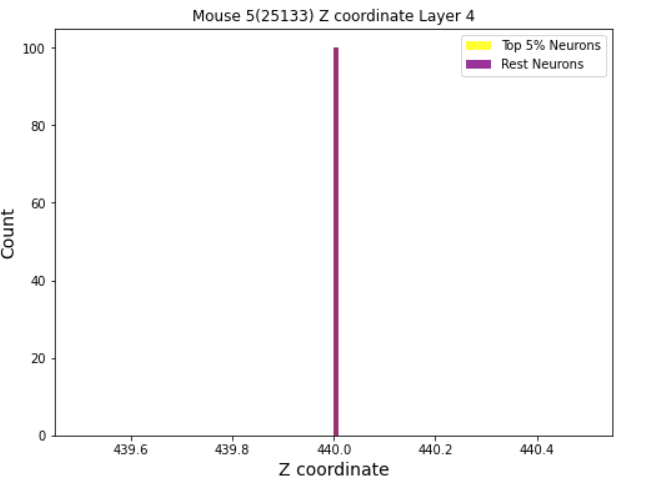 Mouse 5(25133) Z coordinate Layer 4
Top 5% Neurons
Rest Neurons
Count
100
80
60
40
20
0
439.6 439.8 440.0 440.2 440.4
Z coordinate